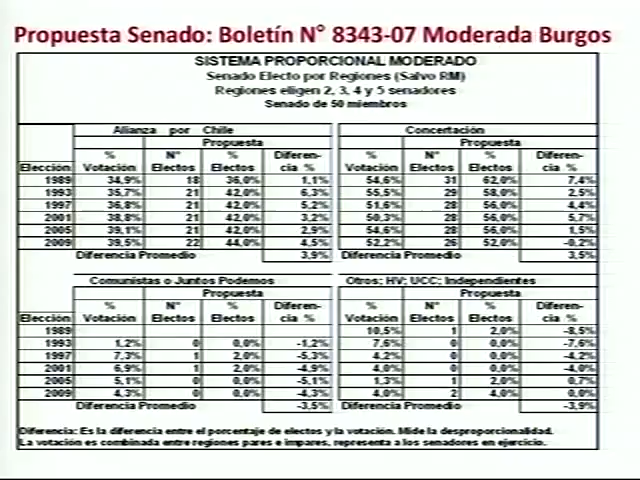 Propuesta Senado: Boletín N° 8343-07 Moderada Burgos
SISTEMA PROPORCIONAL MODERADO
Senado Electo por Regiones (Salvo RM)
Regiones eligen 2, 3, 4 y 5 senadores
Senado de 50 miembros
Alianza por Chile Concertación
Propuesta Propuesta
% N° % Diferen- % N° % Diferen-
Elección Votación Electos Electos cia % Votación Electos Electos cia %
1989 34,9% 18 36,0% 1,1% 54,6% 31 62,0% 7,4%
1993 35,7% 21 42,0% 6,3% 55,5% 29 58,0% 2,5%
1997 36,8% 21 42,0% 5,2% 51,6% 28 56,0% 4,4%
2001 38,8% 21 42,0% 3,2% 50,3% 28 56,0% 5,7%
2005 39,1% 21 42,0% 2,9% 54,6% 28 56,0% 1,5%
2009 39,5% 22 44,0% 4,5% 52,2% 26 52,0% -0,2%
Diferencia Promedio 3,9% Diferencia Promedio 3,5%
Comunistas o Juntos Podemos Otros; HV; UCC; Independientes
Propuesta Propuesta
% N° % Diferen- % N° % Diferen-
Elección Votación Electos Electos cia % Votación Electos Electos cia %
1989 10,5% 1 2,0% -8,5%
1993 1,2% 0 0,0% -1,2% 7,6% 0 0,0% -7,6%
1997 7,3% 1 2,0% -5,3% 4,2% 0 0,0% -4,2%
2001 6,9% 1 2,0% -4,9% 4,0% 0 0,0% -4,0%
2005 5,1% 0 0,0% -5,1% 1,3% 1 2,0% 0,7%
2009 4,3% 0 0,0% -4,3% 4,0% 2 4,0% 0,0%
Diferencia Promedio -3,5% Diferencia Promedio -3,9%
Diferencia: Es la diferencia entre el porcentaje de electos y la votación. Mide la desproporcionalidad.
La votación es combinada entre regiones pares e impares, representa a los senadores en ejercicio.